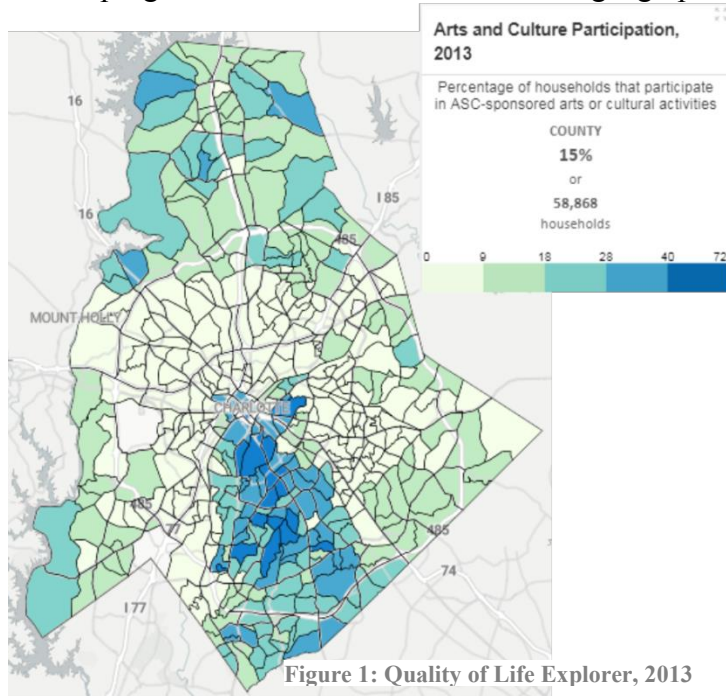 Arts and Culture Participation,
2013
Percentage of households that participate
in ASC-sponsored arts or cultural activities
COUNTY
15%
or
58,868
households
0 9 18 28 40 72
16
I 85
16
485
MOUNT HOLLY
CHARLOTTE
485
77
485
74
I 77
Figure 1: Quality of Life Explorer, 2013